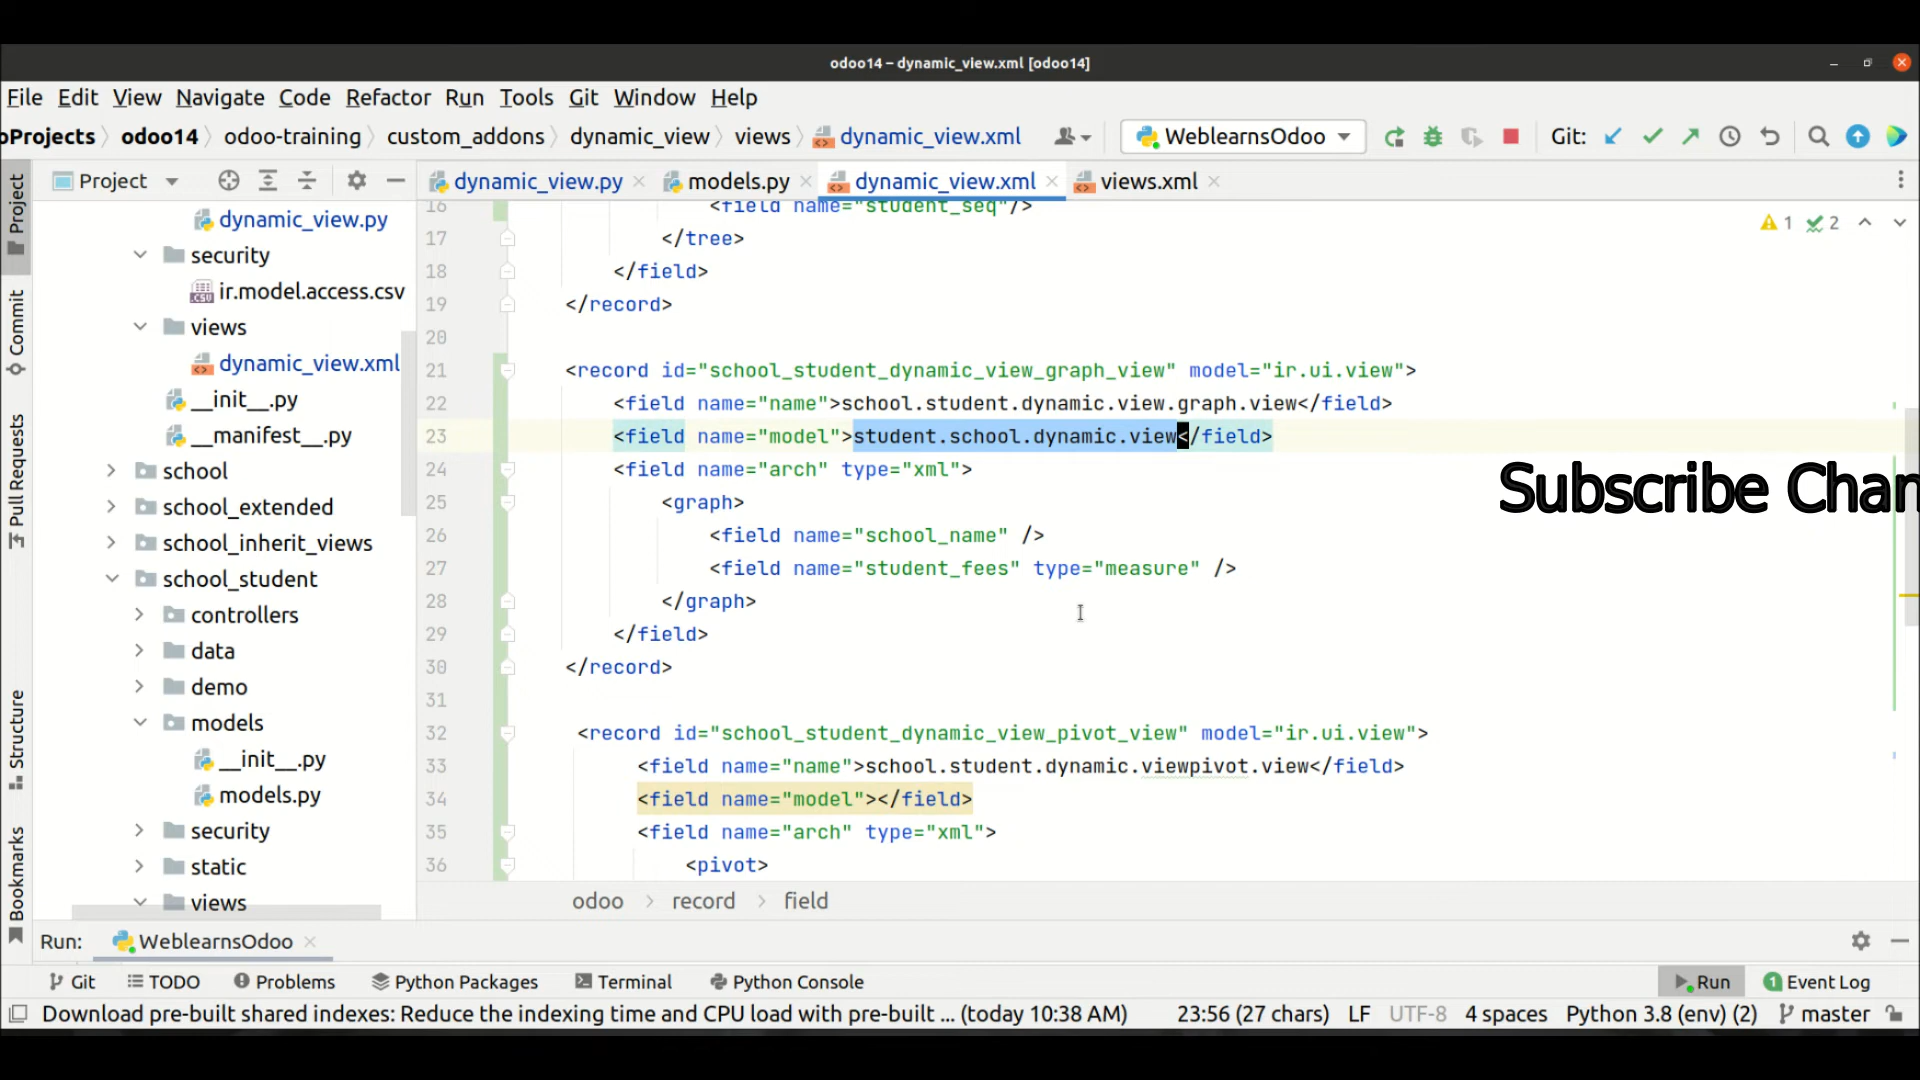 odoo14 – dynamic_view.xml [odoo14]
File Edit View Navigate Code Refactor Run Tools Git Window Help
oProjects odoo14 odoo-training custom_addons dynamic_view views dynamic_view.xml WeblearnsOdoo Git:
Project dynamic_view.py models.py dynamic_view.xml views.xml
dynamic_view.py
security
ir.model.access.csv
views
dynamic_view.xml
__init__.py
__manifest__.py
school
school_extended
school_inherit_views
school_student
controllers
data
demo
models
__init__.py
models.py
security
static
views
Project
Commit
Pull Requests
Structure
Bookmarks
1 2
16 <field name="student_seq"/>
17 </tree>
18 </field>
19 </record>
20
21 <record id="school_student_dynamic_view_graph_view" model="ir.ui.view">
22 <field name="name">school.student.dynamic.view.graph.view</field>
23 <field name="model">student.school.dynamic.view</field>
24 <field name="arch" type="xml">
25 <graph>
26 <field name="school_name" />
27 <field name="student_fees" type="measure" />
28 </graph>
29 </field>
30 </record>
31
32 <record id="school_student_dynamic_view_pivot_view" model="ir.ui.view">
33 <field name="name">school.student.dynamic.viewpivot.view</field>
34 <field name="model"></field>
35 <field name="arch" type="xml">
36 <pivot>
Subscribe Chan
odoo record field
Run: WeblearnsOdoo
Git TODO Problems Python Packages Terminal Python Console Run 1 Event Log
Download pre-built shared indexes: Reduce the indexing time and CPU load with pre-built ... (today 10:38 AM) 23:56 (27 chars) LF UTF-8 4 spaces Python 3.8 (env) (2) master